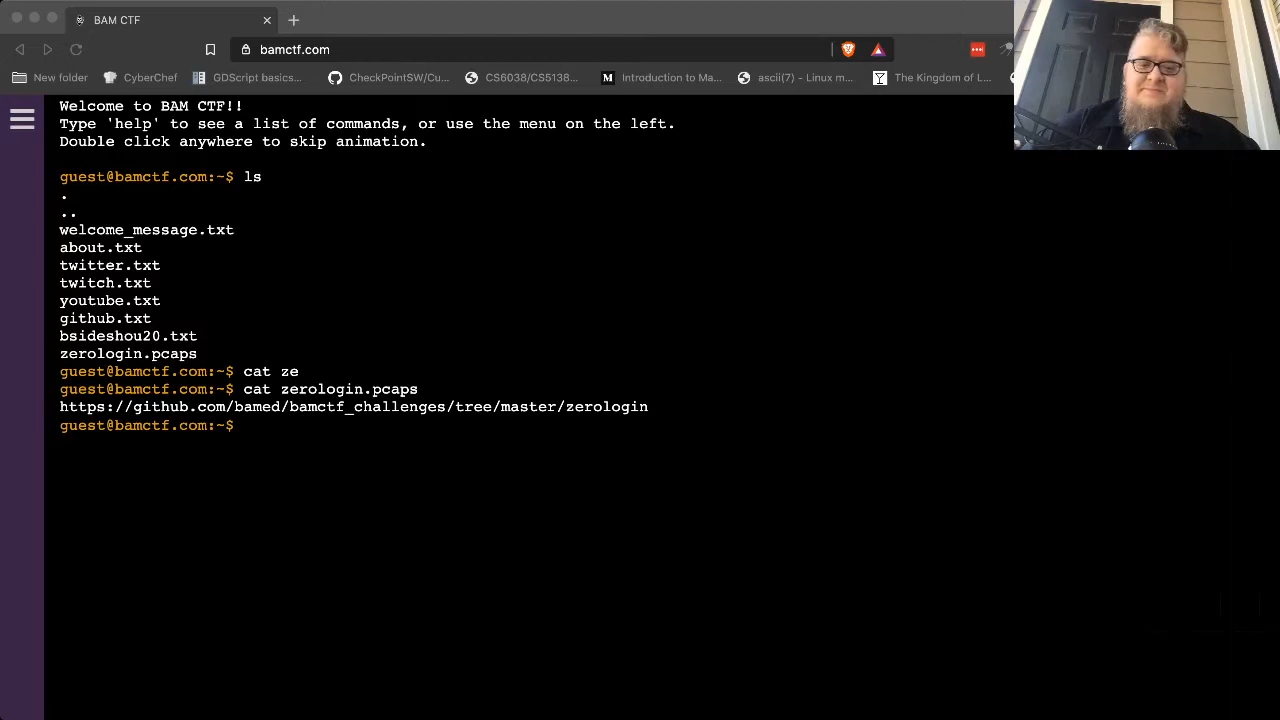 BAM CTF
bamctf.com
New folder
CyberChef
GDScript basics...
CheckPointSW/Cu...
CS6038/CS5138...
M
Introduction to Ma...
ascii(7) – Linux m...
The Kingdom of L...
Welcome to BAM CTF!!
Type 'help' to see a list of commands, or use the menu on the left.
Double click anywhere to skip animation.
guest@bamctf.com:~$ ls
.
..
welcome_message.txt
about.txt
twitter.txt
twitch.txt
youtube.txt
github.txt
bsideshou20.txt
zerologin.pcaps
guest@bamctf.com:~$ cat ze
guest@bamctf.com:~$ cat zerologin.pcaps
https://github.com/bamed/bamctf_challenges/tree/master/zerologin
guest@bamctf.com:~$